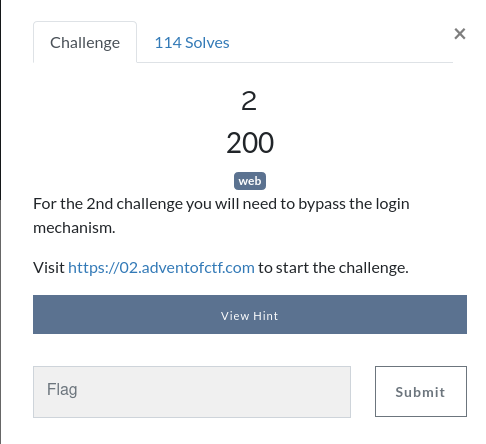 Challenge
114 Solves
×
2
200
web
For the 2nd challenge you will need to bypass the login
mechanism.
Visit https://02.adventofctf.com to start the challenge.
View Hint
Flag
Submit